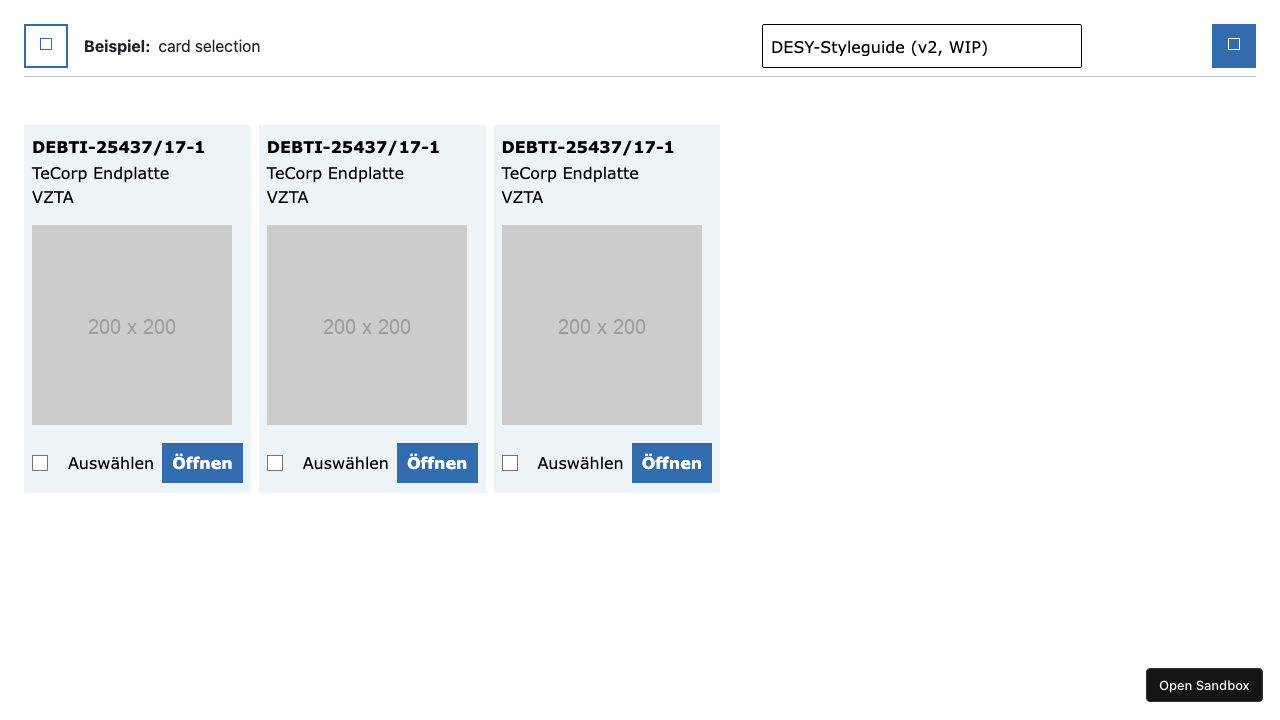 Beispiel: card selection
DESY-Styleguide (v2, WIP)
DEBTI-25437/17-1
TeCorp Endplatte
VZTA
200 x 200
Auswählen
Öffnen
DEBTI-25437/17-1
TeCorp Endplatte
VZTA
200 x 200
Auswählen
Öffnen
DEBTI-25437/17-1
TeCorp Endplatte
VZTA
200 x 200
Auswählen
Öffnen
Open Sandbox